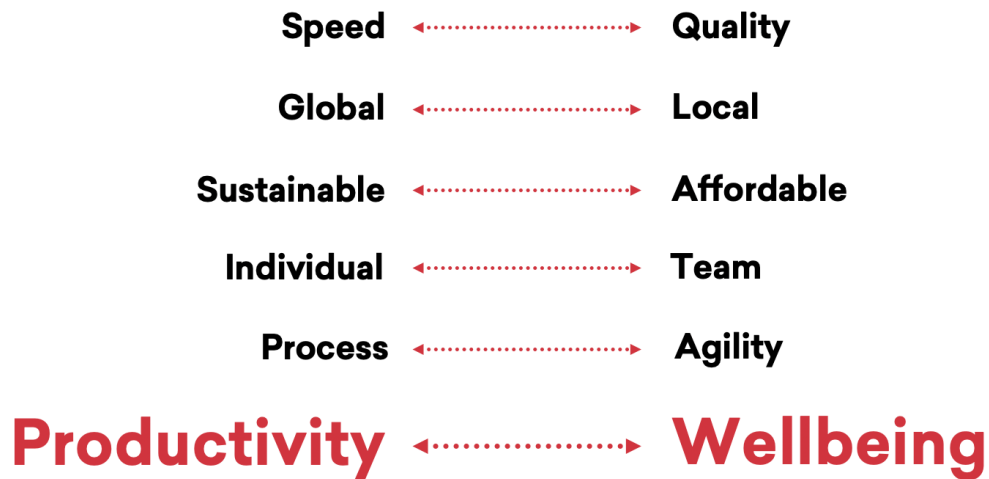 Speed Quality
Global Local
Sustainable Affordable
Individual Team
Process Agility
Productivity Wellbeing